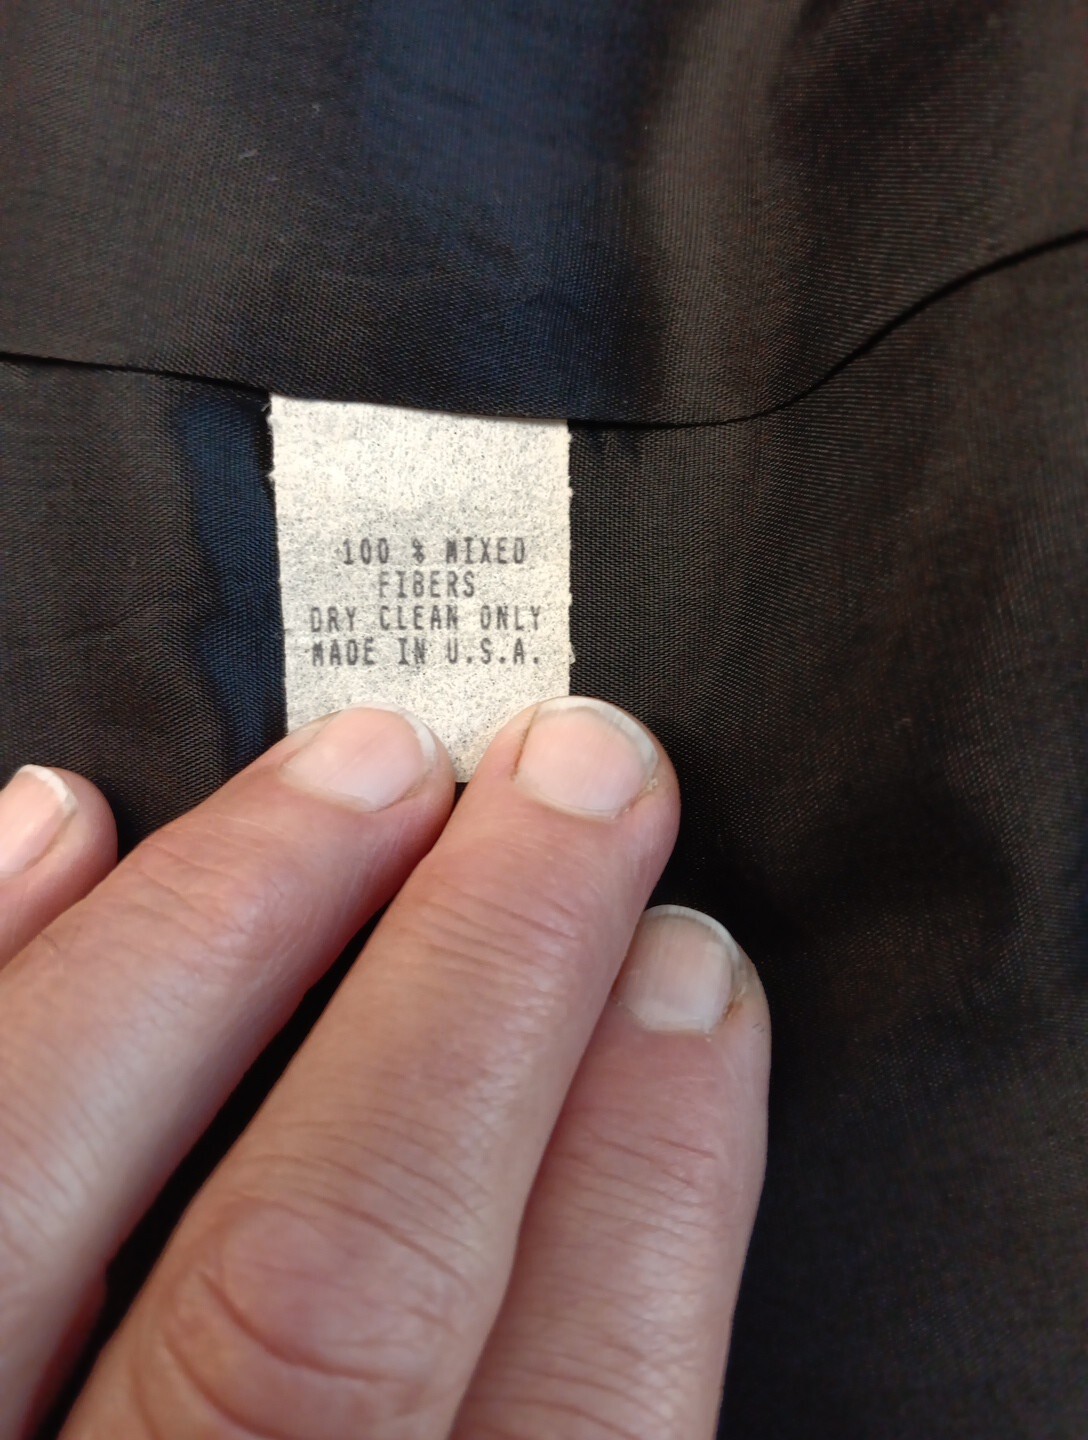 100 % MIXED
FIBERS
DRY CLEAN ONLY
MADE IN U.S.A.